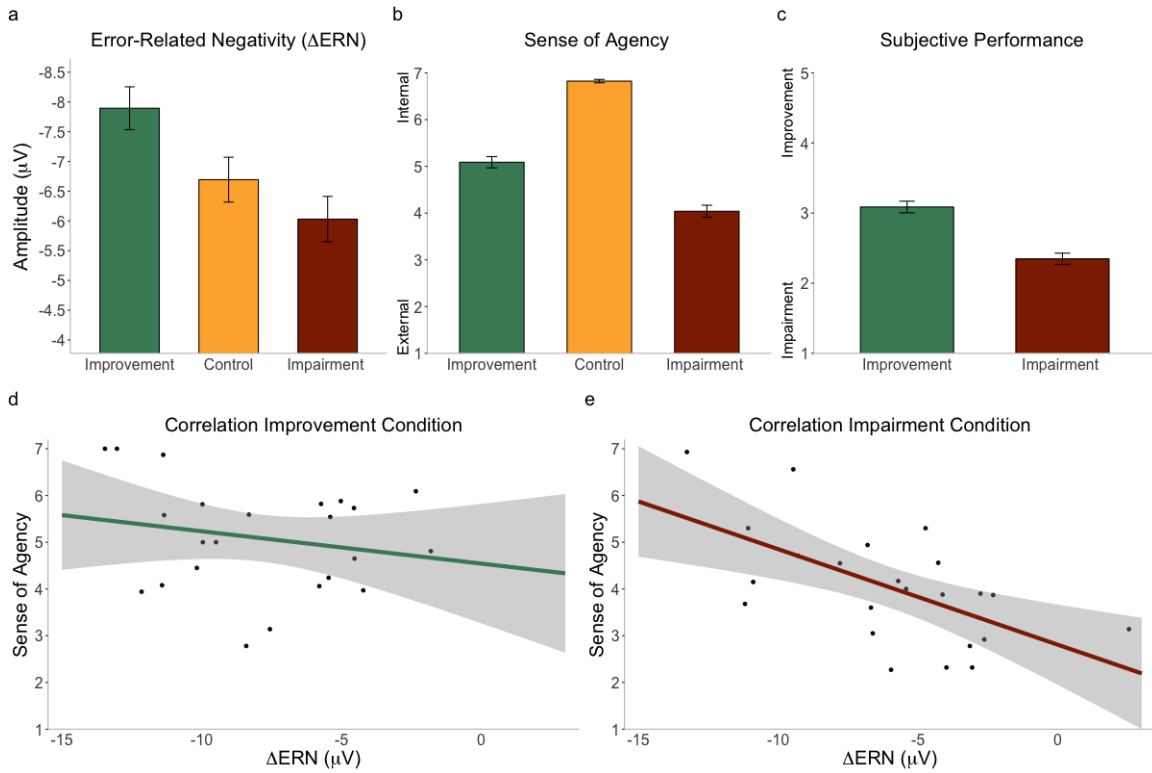 a
Error-Related Negativity (ΔERN)
Amplitude (μV)
-8.5
-8
-7.5
-7
-6.5
-6
-5.5
-5
-4.5
-4
Improvement Control Impairment
b
Sense of Agency
External Internal
7
6
5
4
3
2
1
Improvement Control Impairment
c
Subjective Performance
Impairment Improvement
5
4
3
2
1
Improvement Impairment
d
Correlation Improvement Condition
Sense of Agency
7
6
5
4
3
2
1
-15 -10 -5 0
ΔERN (μV)
e
Correlation Impairment Condition
Sense of Agency
7
6
5
4
3
2
1
-15 -10 -5 0
ΔERN (μV)